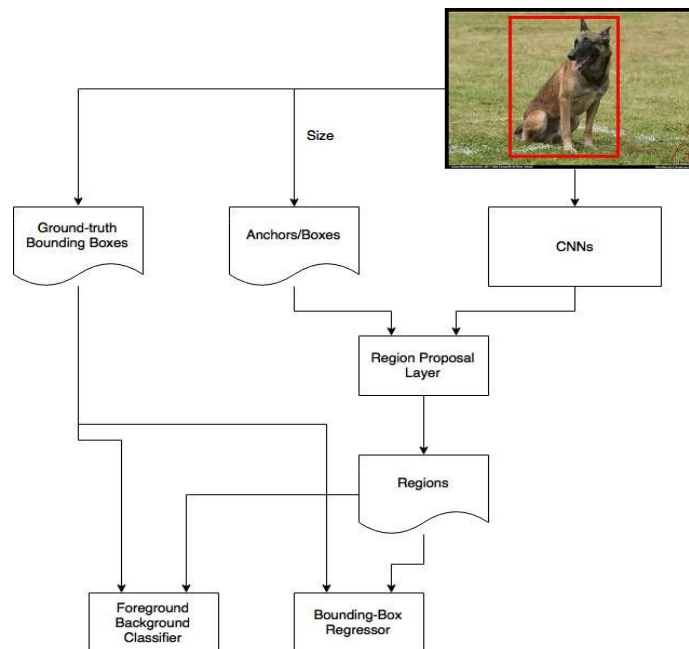 Size
Ground-truth
Bounding Boxes
Anchors/Boxes
CNNs
Region Proposal
Layer
Regions
Foreground
Background
Classifier
Bounding-Box
Regressor